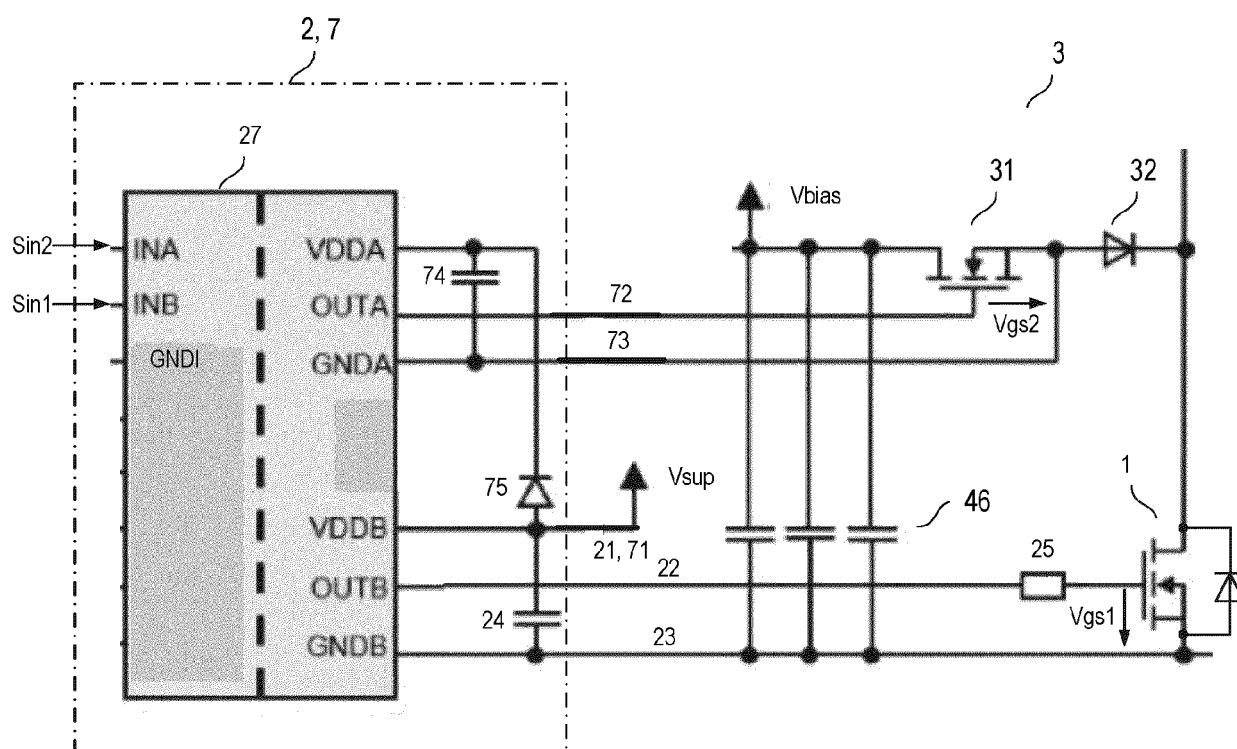 2, 7
3
27
31
32
Vbias
Sin2
INA
VDDA
74
72
Sin1
INB
OUTA
Vgs2
73
GNDI
GNDA
75
Vsup
1
46
VDDB
21, 71
25
22
OUTB
24
Vgs1
23
GNDB